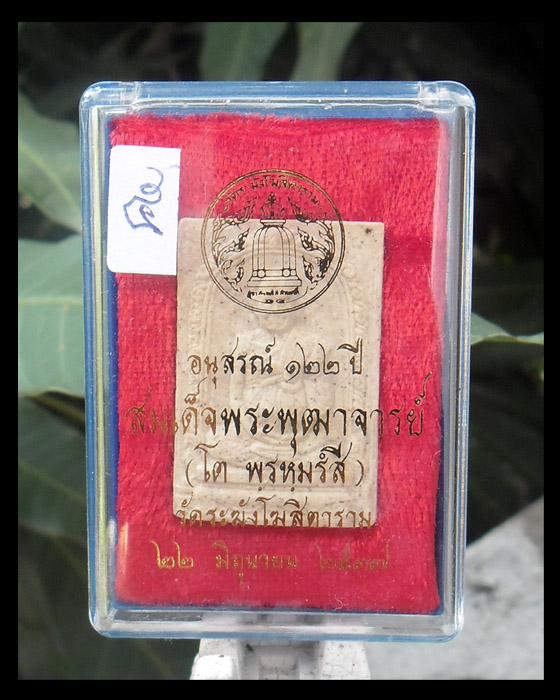 อนุสรณ์ ๑๒๒ ปี
สมเด็จพระพุฒาจารย์
(โต พฺรหฺมรํสี)
วัดระฆังโฆสิตาราม
๒๒ มิถุนายน ๒๕๓๗